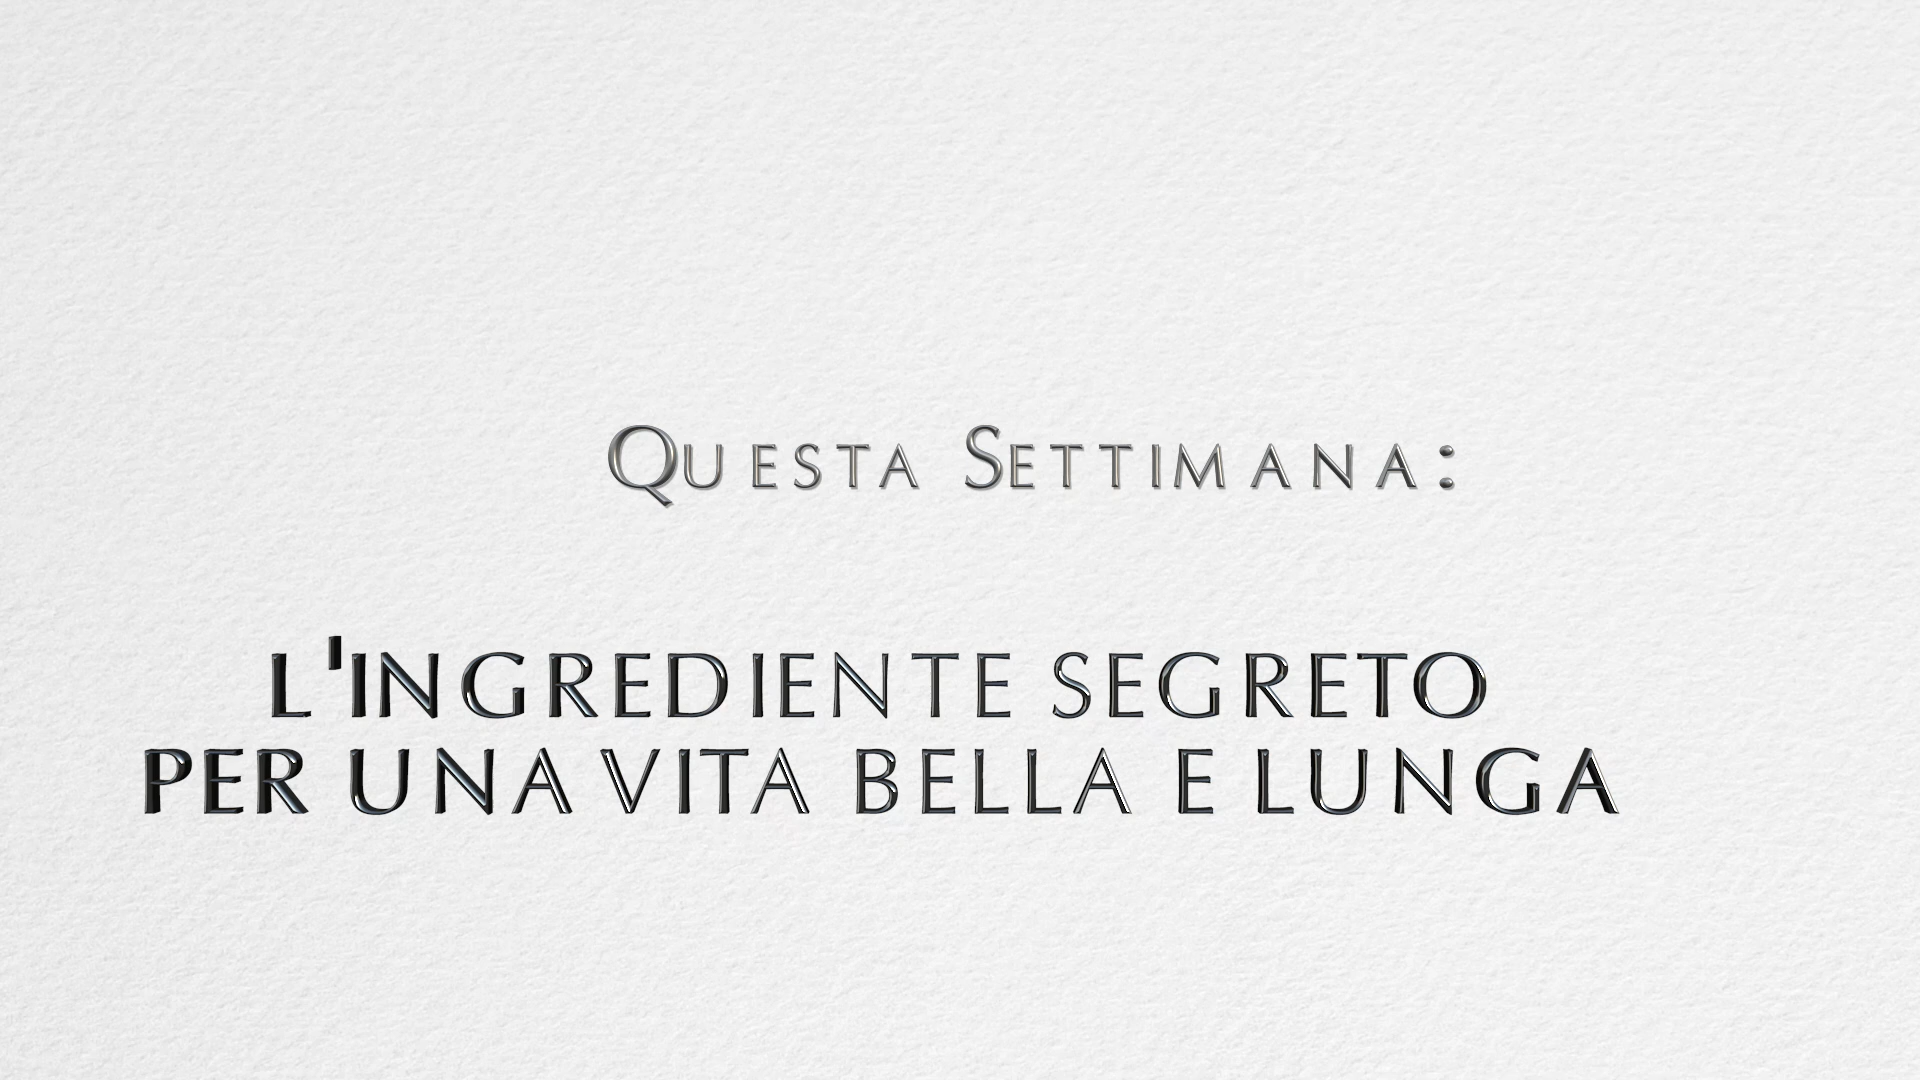 Questa Settimana:
L'INGREDIENTE SEGRETO
PER UNA VITA BELLA E LUNGA